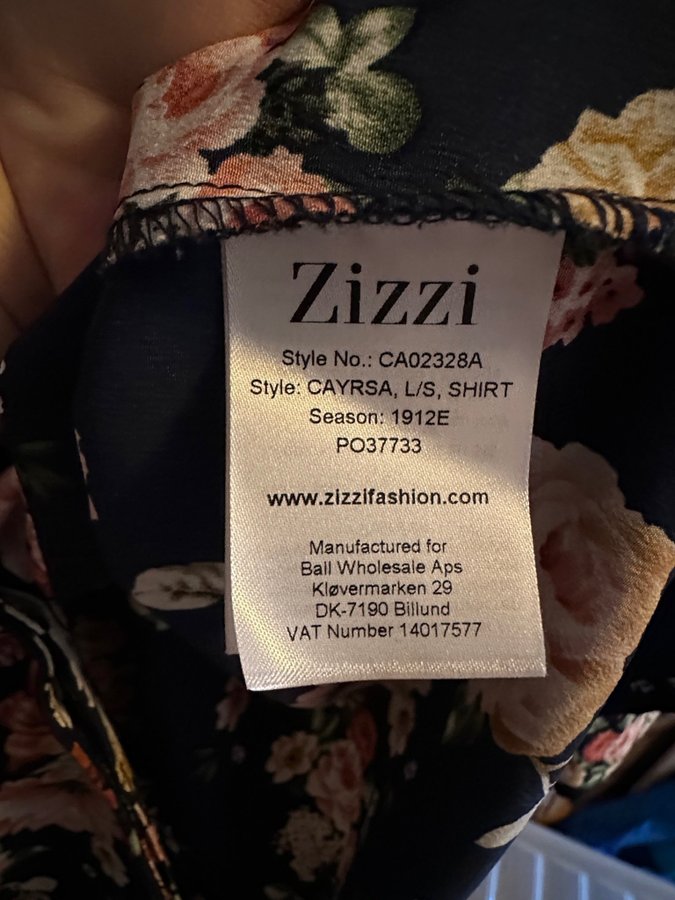 Zizzi
Style No.: CA02328A
Style: CAYRSA, L/S, SHIRT
Season: 1912E
PO37733
www.zizzifashion.com
Manufactured for
Ball Wholesale Aps
Kløvermarken 29
DK-7190 Billund
VAT Number 14017577